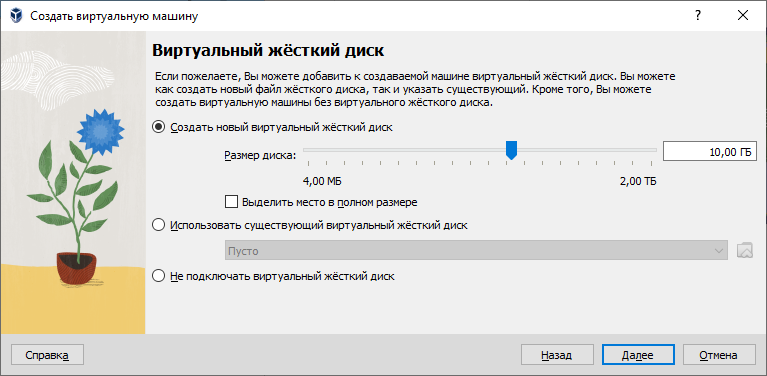 Создать виртуальную машину
Виртуальный жёсткий диск
Если пожелаете, Вы можете добавить к создаваемой машине виртуальный жёсткий диск. Вы можете
как создать новый файл жёсткого диска, так и указать существующий. Кроме того, Вы можете
создать виртуальную машины без виртуального жёсткого диска.
Создать новый виртуальный жёсткий диск
Размер диска:
10,00 ГБ
4,00 МБ
2,00 ТБ
Выделить место в полном размере
Использовать существующий виртуальный жёсткий диск
Пусто
Не подключать виртуальный жёсткий диск
Справка
Назад
Далее
Отмена